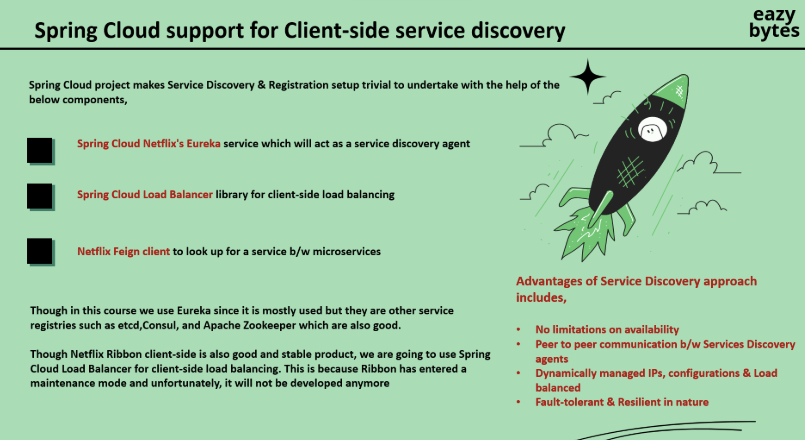 Spring Cloud support for Client-side service discovery
eazy
bytes
Spring Cloud project makes Service Discovery & Registration setup trivial to undertake with the help of the
below components,
Spring Cloud Netflix's Eureka service which will act as a service discovery agent
Spring Cloud Load Balancer library for client-side load balancing
Netflix Feign client to look up for a service b/w microservices
Though in this course we use Eureka since it is mostly used but they are other service
registries such as etcd,Consul, and Apache Zookeeper which are also good.
Though Netflix Ribbon client-side is also good and stable product, we are going to use Spring
Cloud Load Balancer for client-side load balancing. This is because Ribbon has entered a
maintenance mode and unfortunately, it will not be developed anymore
Advantages of Service Discovery approach
includes,
• No limitations on availability
• Peer to peer communication b/w Services Discovery
agents
• Dynamically managed IPs, configurations & Load
balanced
• Fault-tolerant & Resilient in nature